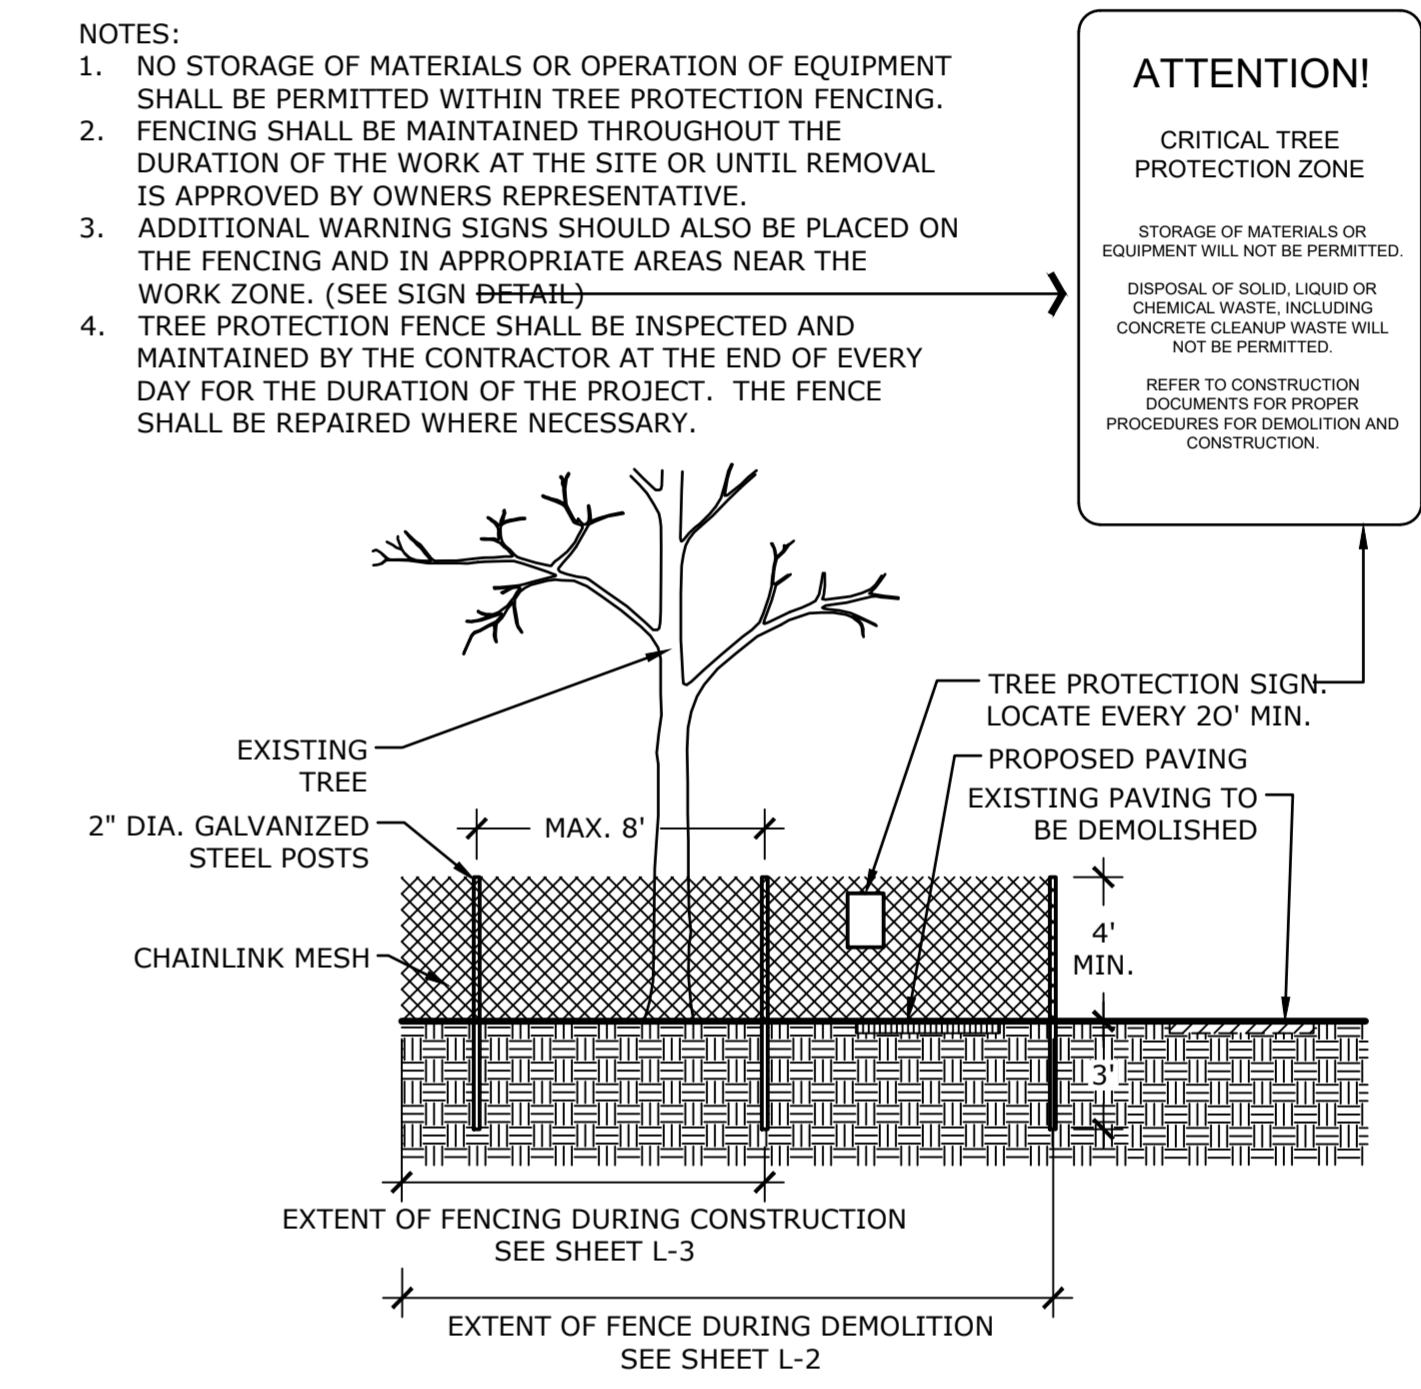 NOTES:
1. NO STORAGE OF MATERIALS OR OPERATION OF EQUIPMENT
SHALL BE PERMITTED WITHIN TREE PROTECTION FENCING.
2. FENCING SHALL BE MAINTAINED THROUGHOUT THE
DURATION OF THE WORK AT THE SITE OR UNTIL REMOVAL
IS APPROVED BY OWNERS REPRESENTATIVE.
3. ADDITIONAL WARNING SIGNS SHOULD ALSO BE PLACED ON
THE FENCING AND IN APPROPRIATE AREAS NEAR THE
WORK ZONE. (SEE SIGN DETAIL)
4. TREE PROTECTION FENCE SHALL BE INSPECTED AND
MAINTAINED BY THE CONTRACTOR AT THE END OF EVERY
DAY FOR THE DURATION OF THE PROJECT. THE FENCE
SHALL BE REPAIRED WHERE NECESSARY.
ATTENTION!
CRITICAL TREE
PROTECTION ZONE
STORAGE OF MATERIALS OR
EQUIPMENT WILL NOT BE PERMITTED.
DISPOSAL OF SOLID, LIQUID OR
CHEMICAL WASTE, INCLUDING
CONCRETE CLEANUP WASTE WILL
NOT BE PERMITTED.
REFER TO CONSTRUCTION
DOCUMENTS FOR PROPER
PROCEDURES FOR DEMOLITION AND
CONSTRUCTION.
TREE PROTECTION SIGN.
LOCATE EVERY 2O' MIN.
PROPOSED PAVING
EXISTING PAVING TO
BE DEMOLISHED
EXISTING
TREE
2" DIA. GALVANIZED
STEEL POSTS
MAX. 8'
CHAINLINK MESH
4'
MIN.
3'
EXTENT OF FENCING DURING CONSTRUCTION
SEE SHEET L-3
EXTENT OF FENCE DURING DEMOLITION
SEE SHEET L-2